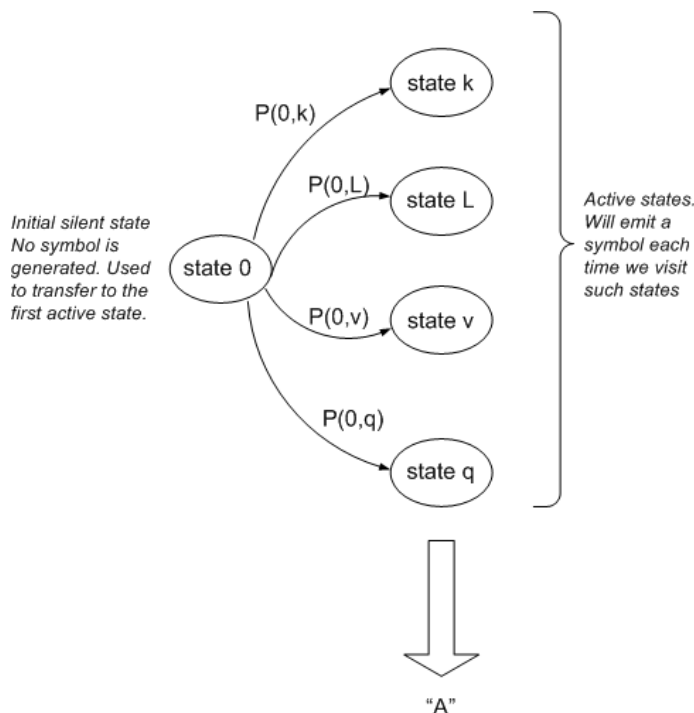 state k
P(0,k)
P(0,L)
state L
Initial silent state
No symbol is
generated. Used
to transfer to the
first active state.
state 0
Active states.
Will emit a
symbol each
time we visit
such states
P(0,v)
state v
P(0,q)
state q
“A”